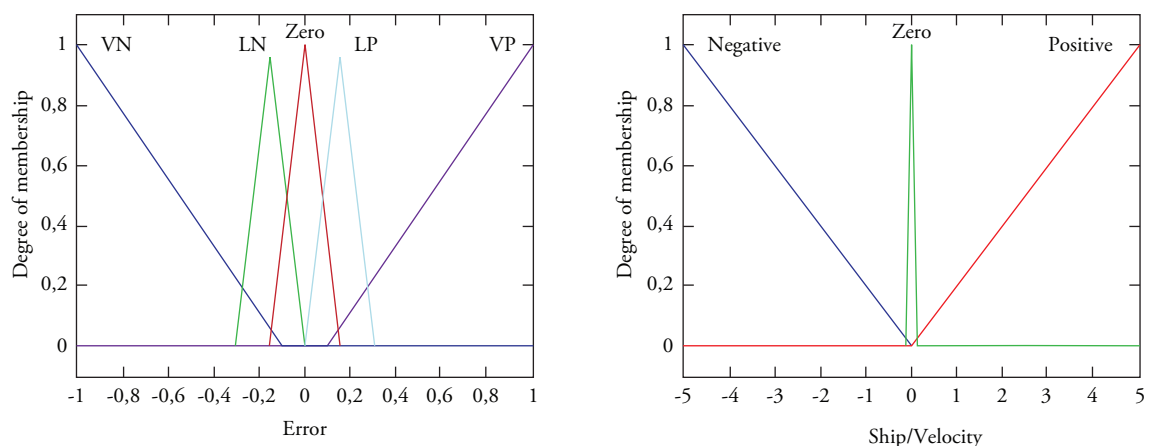 Zero
VN LN LP VP
1
0,8
0,6
0,4
0,2
0
Degree of membership
-1 -0,8 -0,6 -0,4 -0,2 0 0,2 0,4 0,6 0,8 1
Error
Zero
Negative Positive
1
0,8
0,6
0,4
0,2
0
Degree of membership
-5 -4 -3 -2 -1 0 1 2 3 4 5
Ship/Velocity